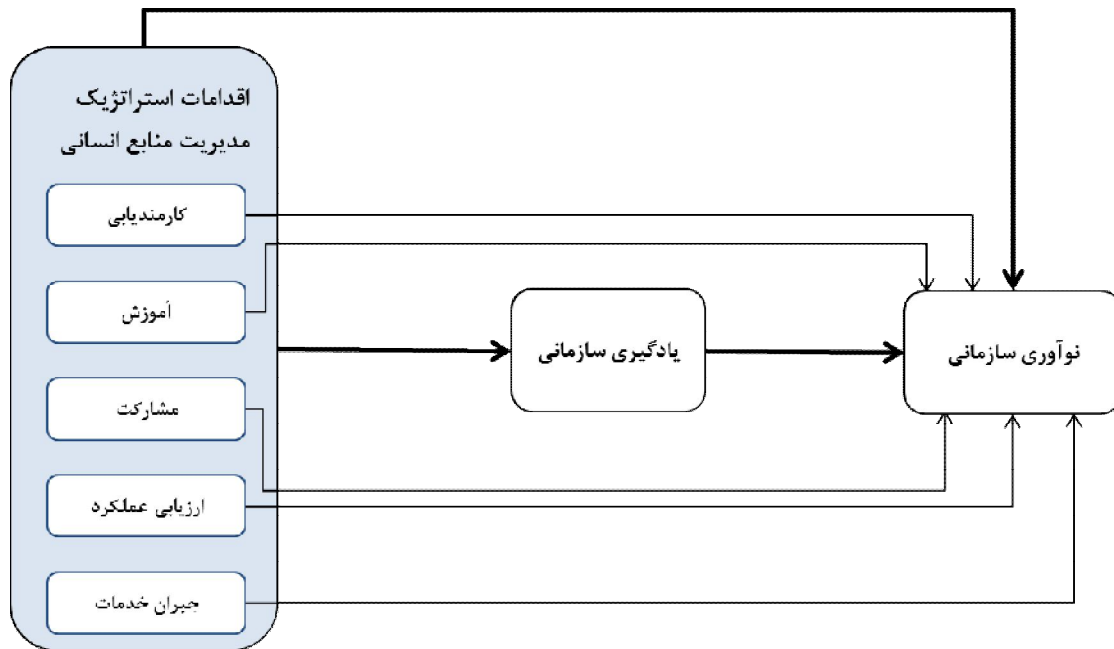 اقدامات استراتژیک
مدیریت منابع انسانی
کارمندیابی
آموزش
مشارکت
ارزیابی عملکرد
جبران خدمات
یادگیری سازمانی
نوآوری سازمانی